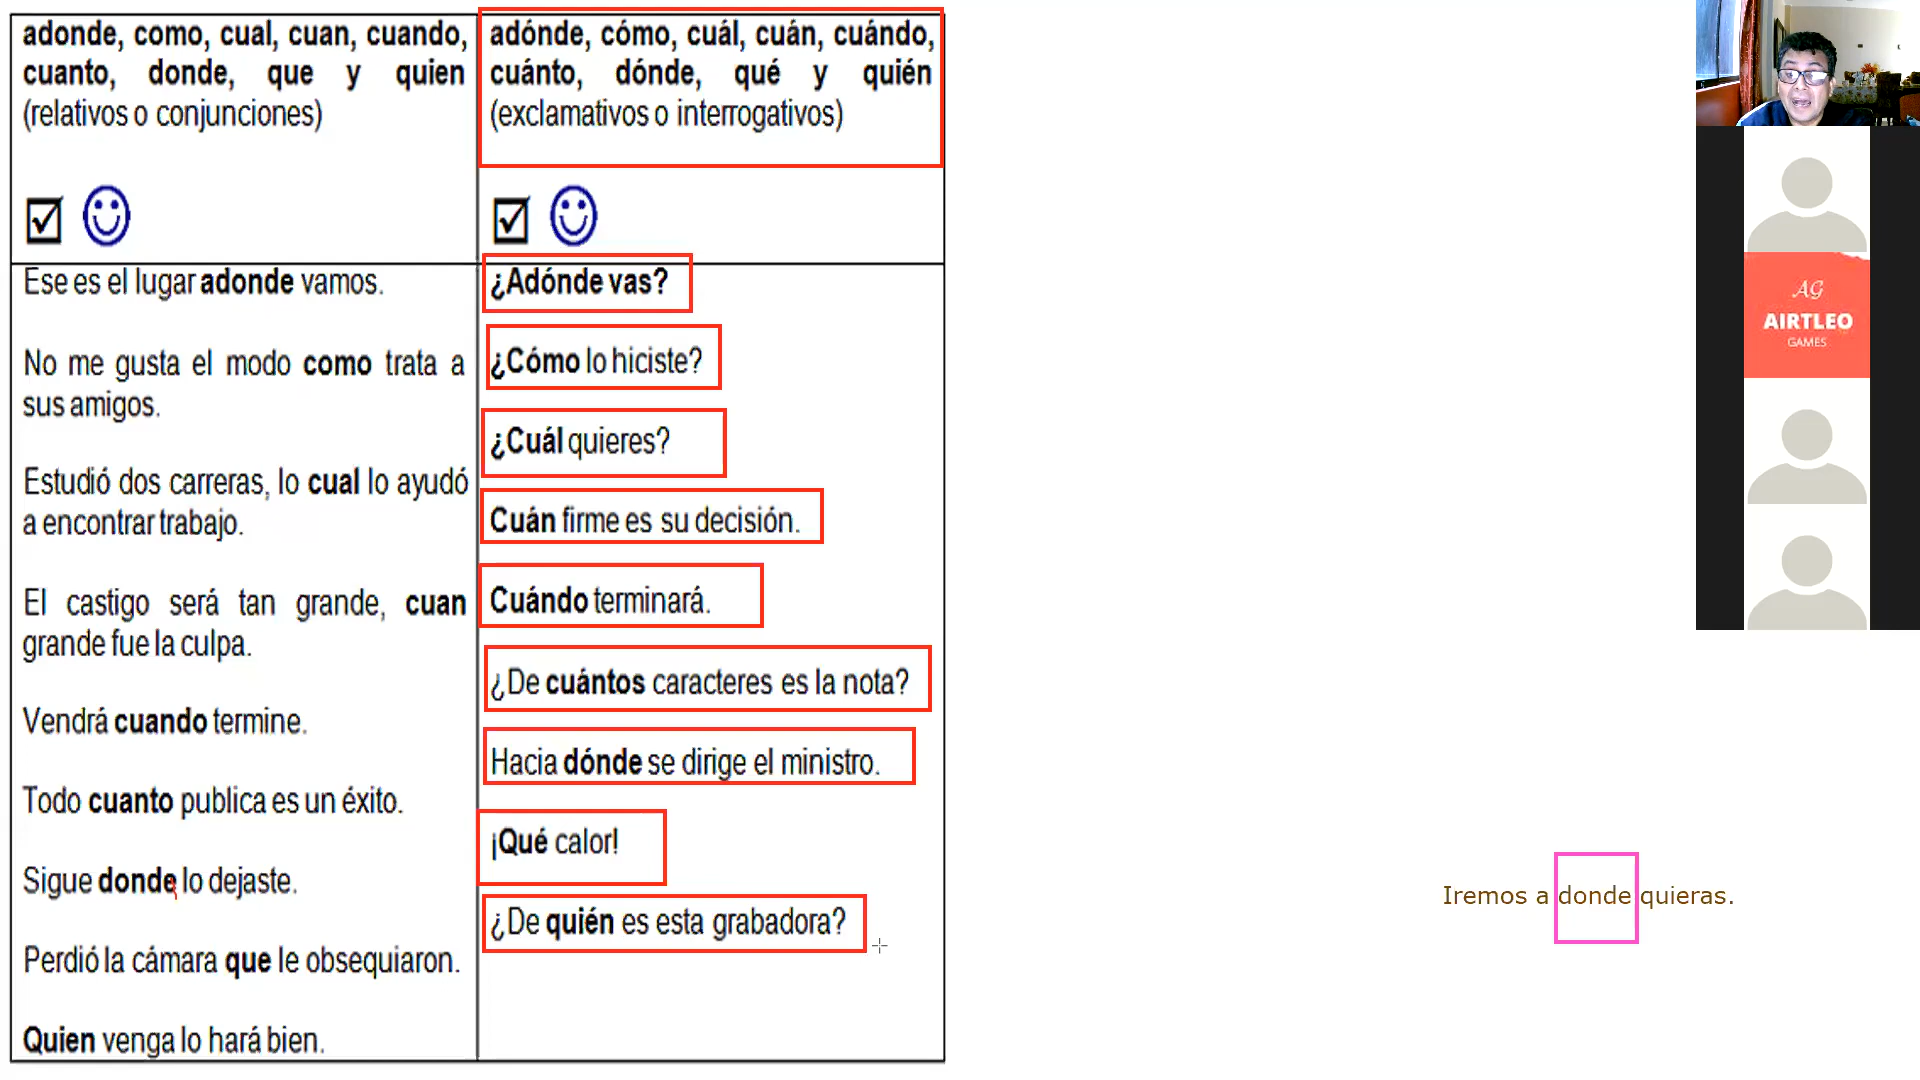 adonde, como, cual, cuan, cuando,
cuanto, donde, que y quien
(relativos o conjunciones)
adónde, cómo, cuál, cuán, cuándo,
cuánto, dónde, qué y quién
(exclamativos o interrogativos)
Ese es el lugar adonde vamos.
No me gusta el modo como trata a
sus amigos.
Estudió dos carreras, lo cual lo ayudó
a encontrar trabajo.
El castigo será tan grande, cuan
grande fue la culpa.
Vendrá cuando termine.
Todo cuanto publica es un éxito.
Sigue donde lo dejaste.
Perdió la cámara que le obsequiaron.
Quien venga lo hará bien.
¿Adónde vas?
¿Cómo lo hiciste?
¿Cuál quieres?
Cuán firme es su decisión.
Cuándo terminará.
¿De cuántos caracteres es la nota?
Hacia dónde se dirige el ministro.
¡Qué calor!
¿De quién es esta grabadora?
Iremos a donde quieras.
AG
AIRTLEO
GAMES